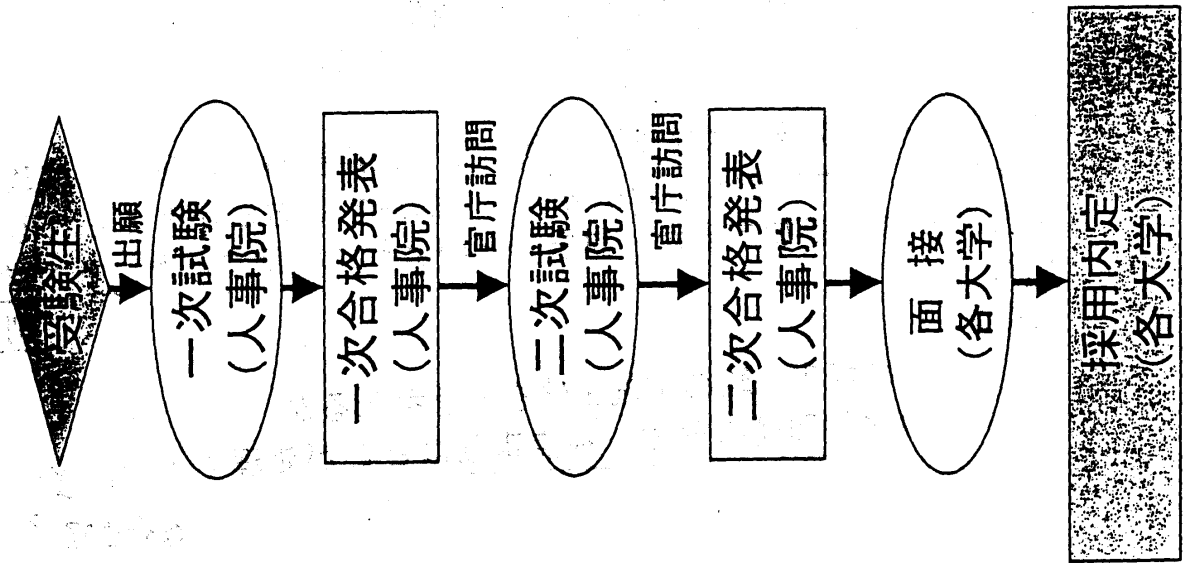 受験生
出願
一次試験
(人事院)
一次合格発表
(人事院)
官庁訪問
二次試験
(人事院)
官庁訪問
二次合格発表
(人事院)
面 接
(各大学)
採用内定
(各大学)